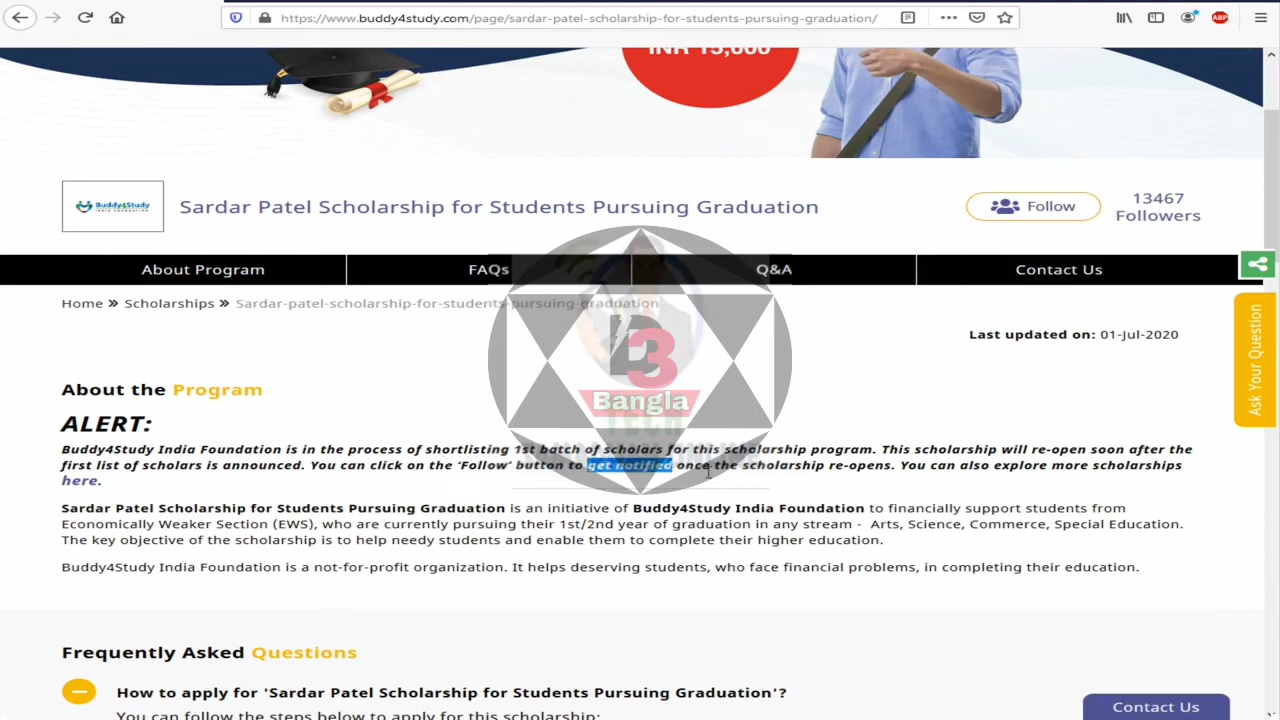 https://www.buddy4study.com/page/sardar-patel-scholarship-for-students-pursuing-graduation/
ABP
INR 15,000
Buddy4Study
INDIA FOUNDATION
Sardar Patel Scholarship for Students Pursuing Graduation
Follow
13467
Followers
About Program
FAQs
Q&A
Contact Us
Home » Scholarships » Sardar-patel-scholarship-for-students-pursuing-graduation
Last updated on: 01-Jul-2020
Ask Your Question
B3
Bangla
TECH
About the Program
ALERT:
Buddy4Study India Foundation is in the process of shortlisting 1st batch of scholars for this scholarship program. This scholarship will re-open soon after the
first list of scholars is announced. You can click on the ‘Follow’ button to get notified once the scholarship re-opens. You can also explore more scholarships
here.
Sardar Patel Scholarship for Students Pursuing Graduation is an initiative of Buddy4Study India Foundation to financially support students from
Economically Weaker Section (EWS), who are currently pursuing their 1st/2nd year of graduation in any stream - Arts, Science, Commerce, Special Education.
The key objective of the scholarship is to help needy students and enable them to complete their higher education.
Buddy4Study India Foundation is a not-for-profit organization. It helps deserving students, who face financial problems, in completing their education.
Frequently Asked Questions
How to apply for 'Sardar Patel Scholarship for Students Pursuing Graduation'?
You can follow the steps below to apply for this scholarship:
Contact Us